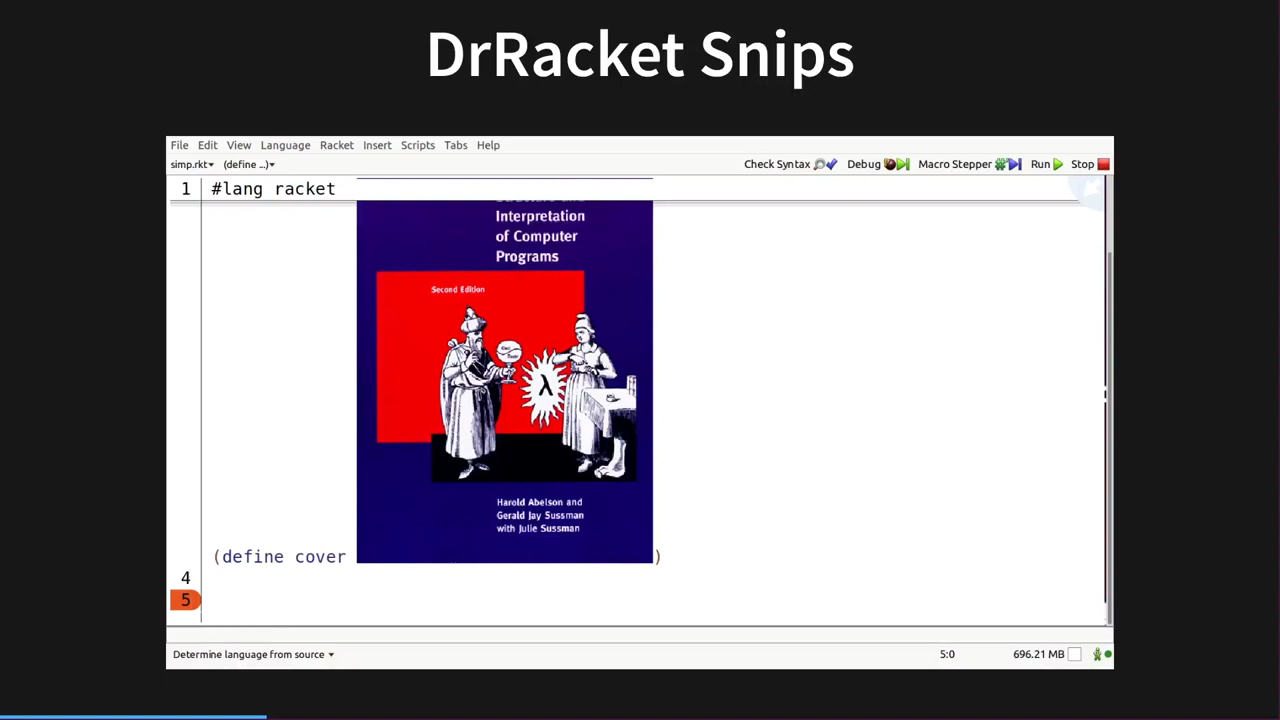 DrRacket Snips
File Edit View Language Racket Insert Scripts Tabs Help
simp.rkt (define ...) Check Syntax Debug Macro Stepper Run Stop
1 #lang racket
Interpretation
of Computer
Programs
Second Edition
λ
Harold Abelson and
Gerald Jay Sussman
with Julie Sussman
(define cover )
4
5
Determine language from source 5:0 696.21 MB